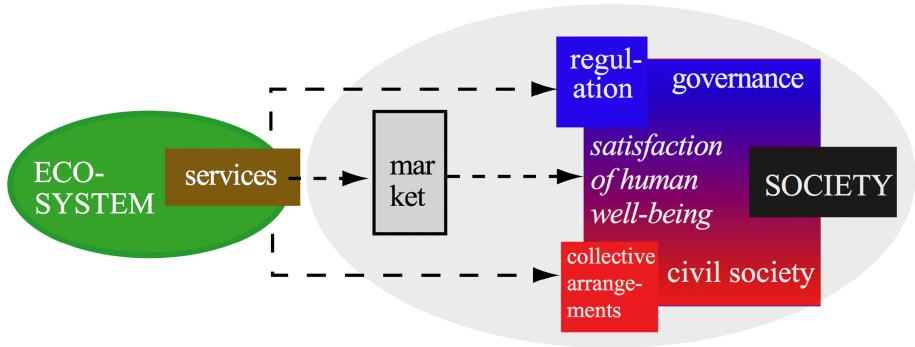 ECO-
SYSTEM
services
mar
ket
regul-
ation
governance
satisfaction
of human
well-being
SOCIETY
collective
arrange-
ments
civil society